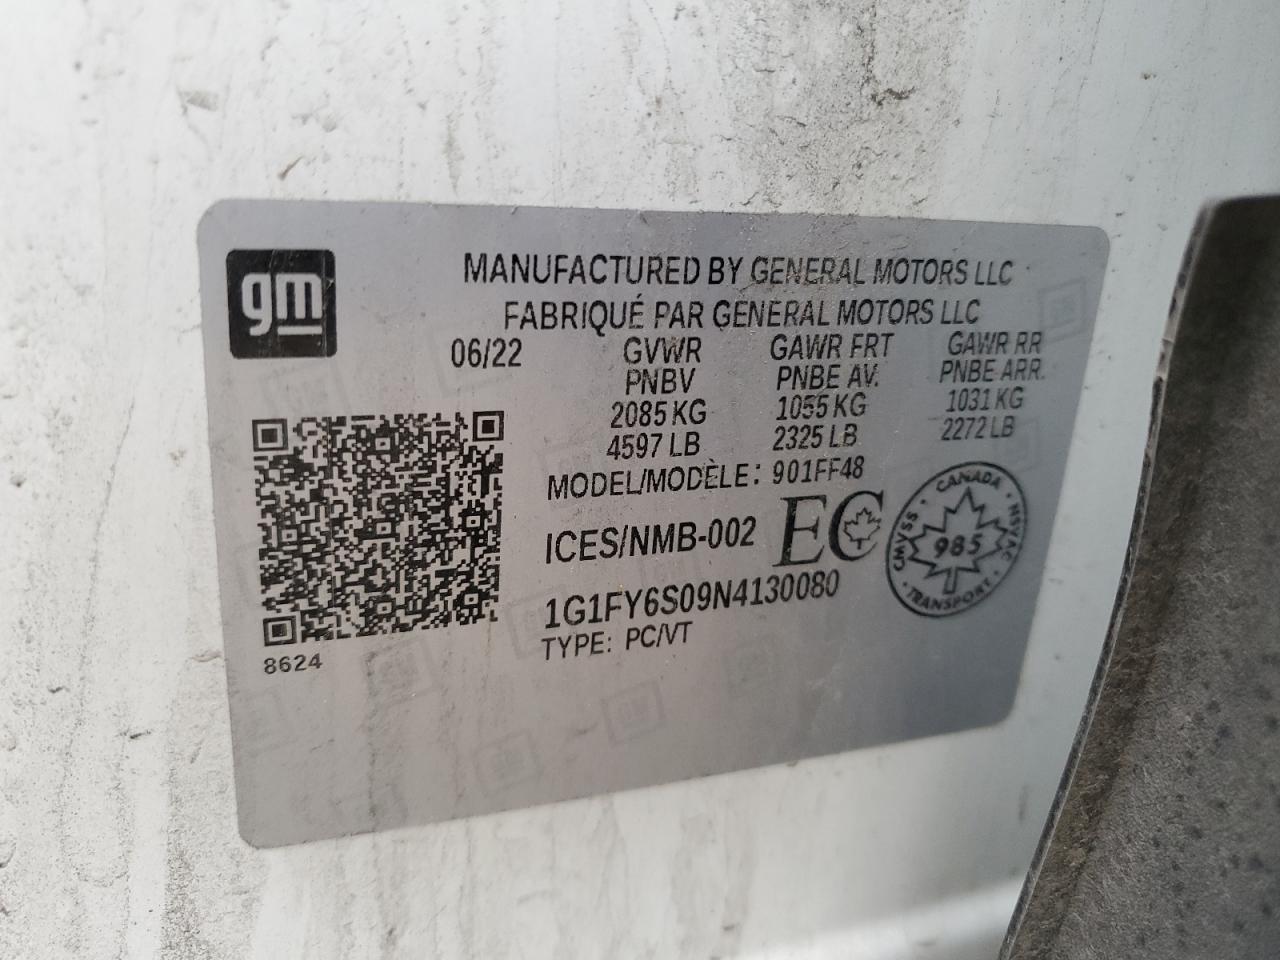 gm
MANUFACTURED BY GENERAL MOTORS LLC
FABRIQUÉ PAR GENERAL MOTORS LLC
06/22 GVWR GAWR FRT GAWR RR
PNBV PNBE AV. PNBE ARR.
2085 KG 1055 KG 1031 KG
4597 LB 2325 LB 2272 LB
MODEL/MODÈLE: 901FF48
ICES/NMB-002 EC
CANADA
CMVSS NSVAC
985
TRANSPORT
1G1FY6S09N4130080
TYPE: PC/VT
8624